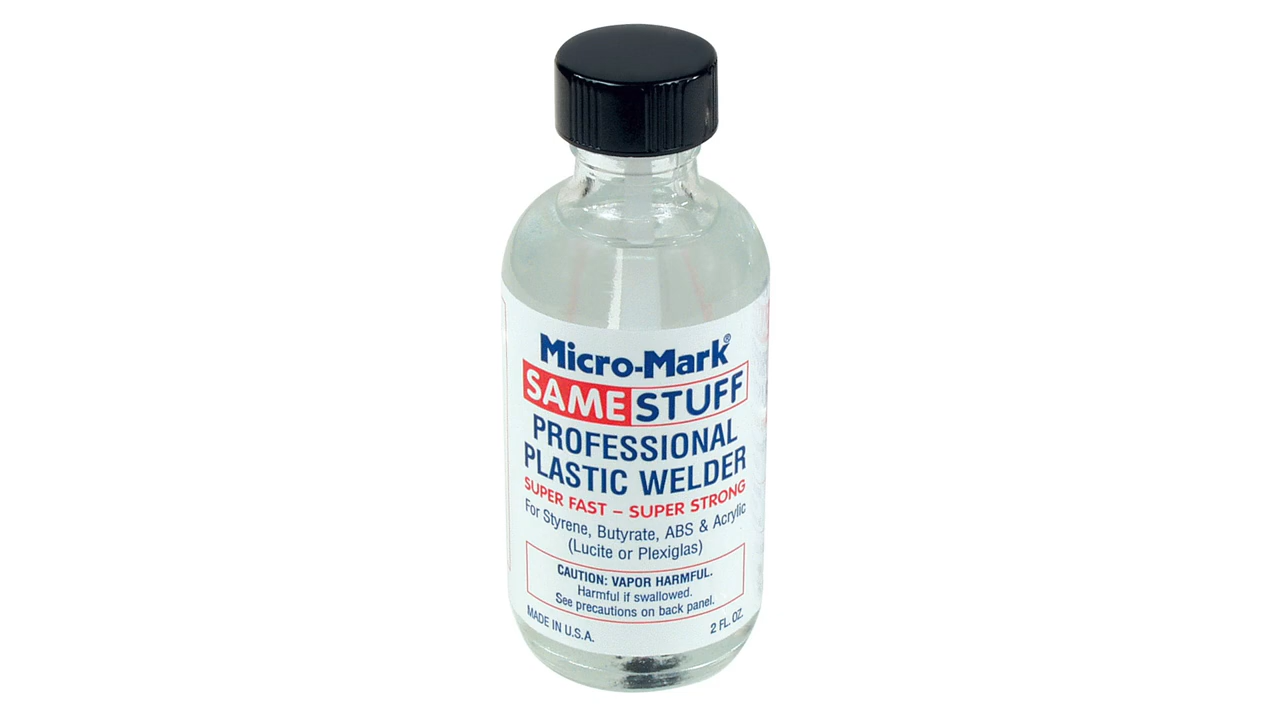 Micro-Mark®
SAME STUFF
PROFESSIONAL
PLASTIC WELDER
SUPER FAST – SUPER STRONG
For Styrene, Butyrate, ABS & Acrylic
(Lucite or Plexiglas)
CAUTION: VAPOR HARMFUL.
Harmful if swallowed.
See precautions on back panel.
MADE IN U.S.A.
2 FL. OZ.